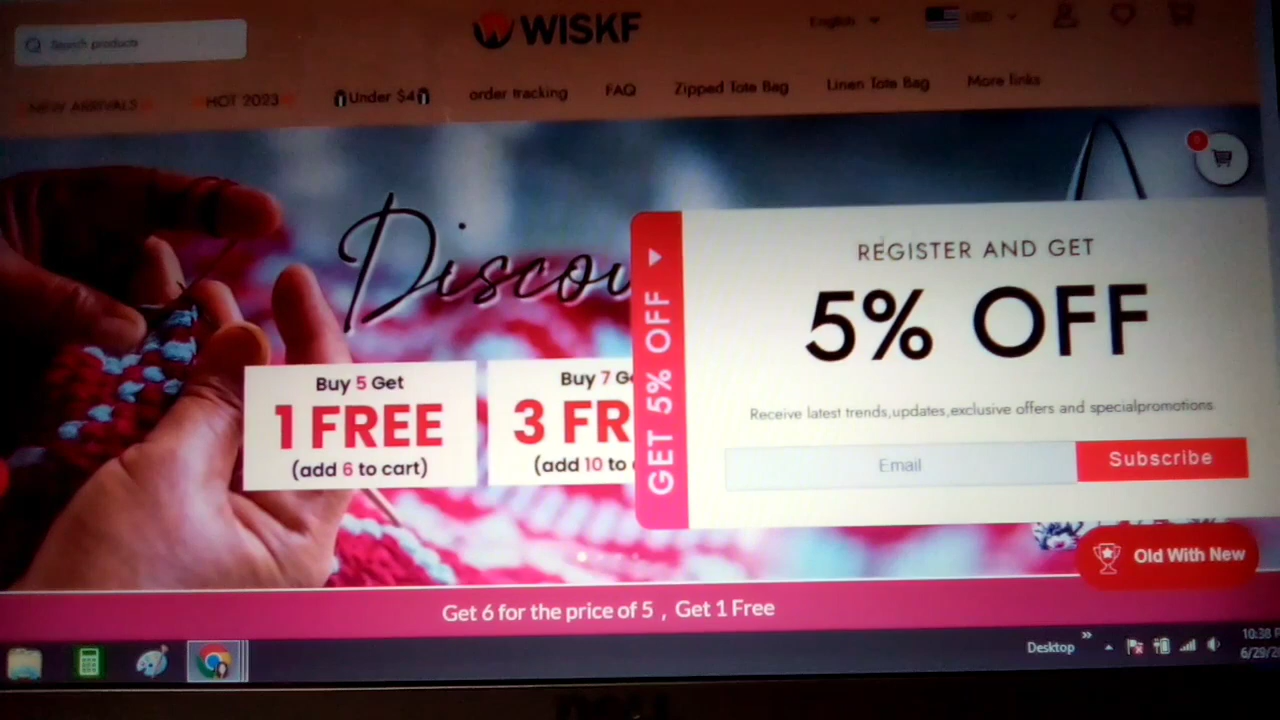 Search products
WISKF
English
USD
NEW ARRIVALS
HOT 2023
Under $4
order tracking
FAQ
Zipped Tote Bag
Linen Tote Bag
More links
Discou
Buy 5 Get
1 FREE
(add 6 to cart)
Buy 7 G
3 FR
(add 10 to
GET 5% OFF
REGISTER AND GET
5% OFF
Receive latest trends,updates,exclusive offers and specialpromotions
Email
Subscribe
Old With New
Get 6 for the price of 5 , Get 1 Free
Desktop
10:38
6/29/2